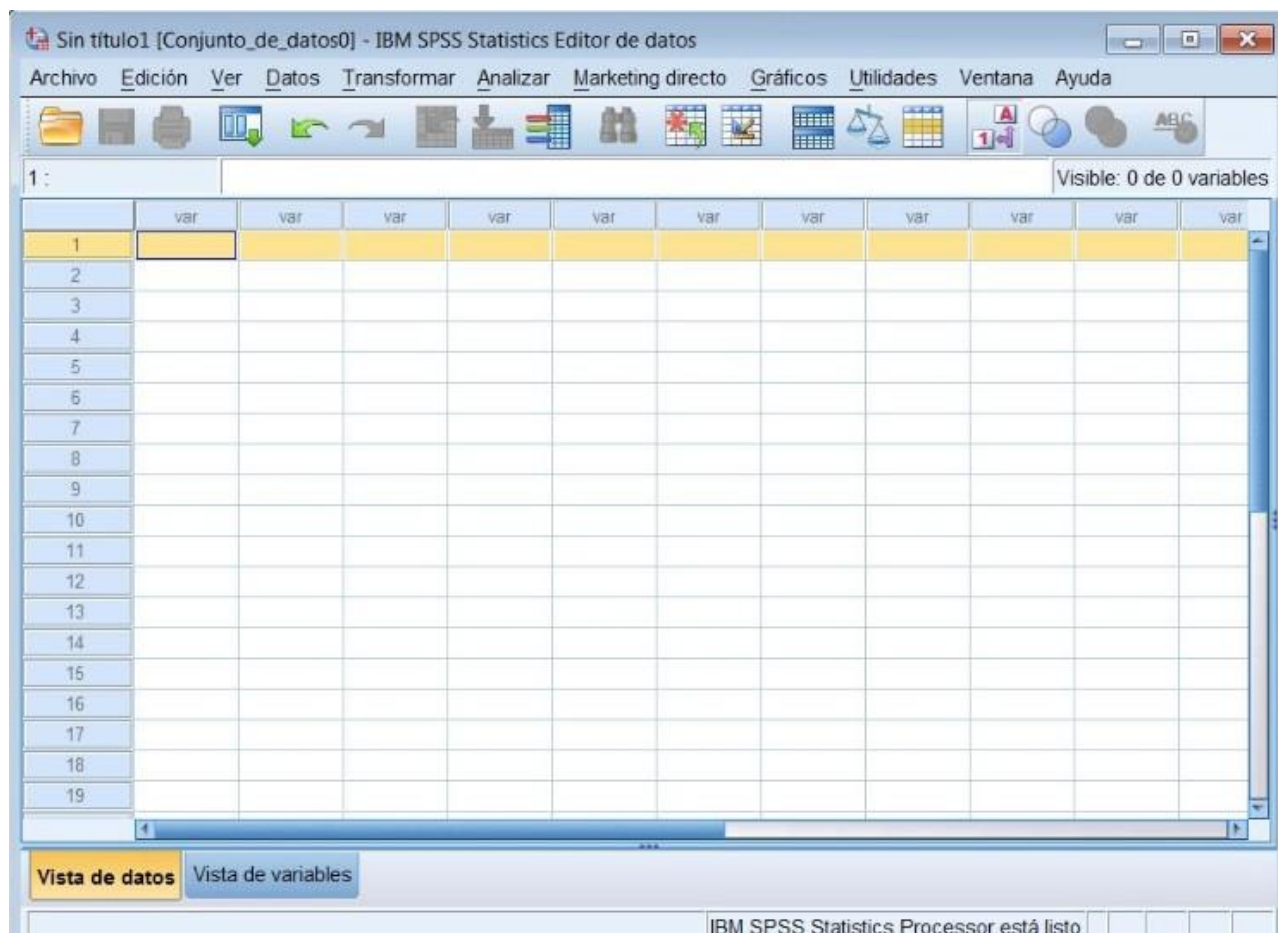 Sin título1 [Conjunto_de_datos0] - IBM SPSS Statistics Editor de datos
Archivo Edición Ver Datos Transformar Analizar Marketing directo Gráficos Utilidades Ventana Ayuda
A
1
ABC
1 :
Visible: 0 de 0 variables
var var var var var var var var var var var
1
2
3
4
5
6
7
8
9
10
11
12
13
14
15
16
17
18
19
Vista de datos Vista de variables
IBM SPSS Statistics Processor está listo